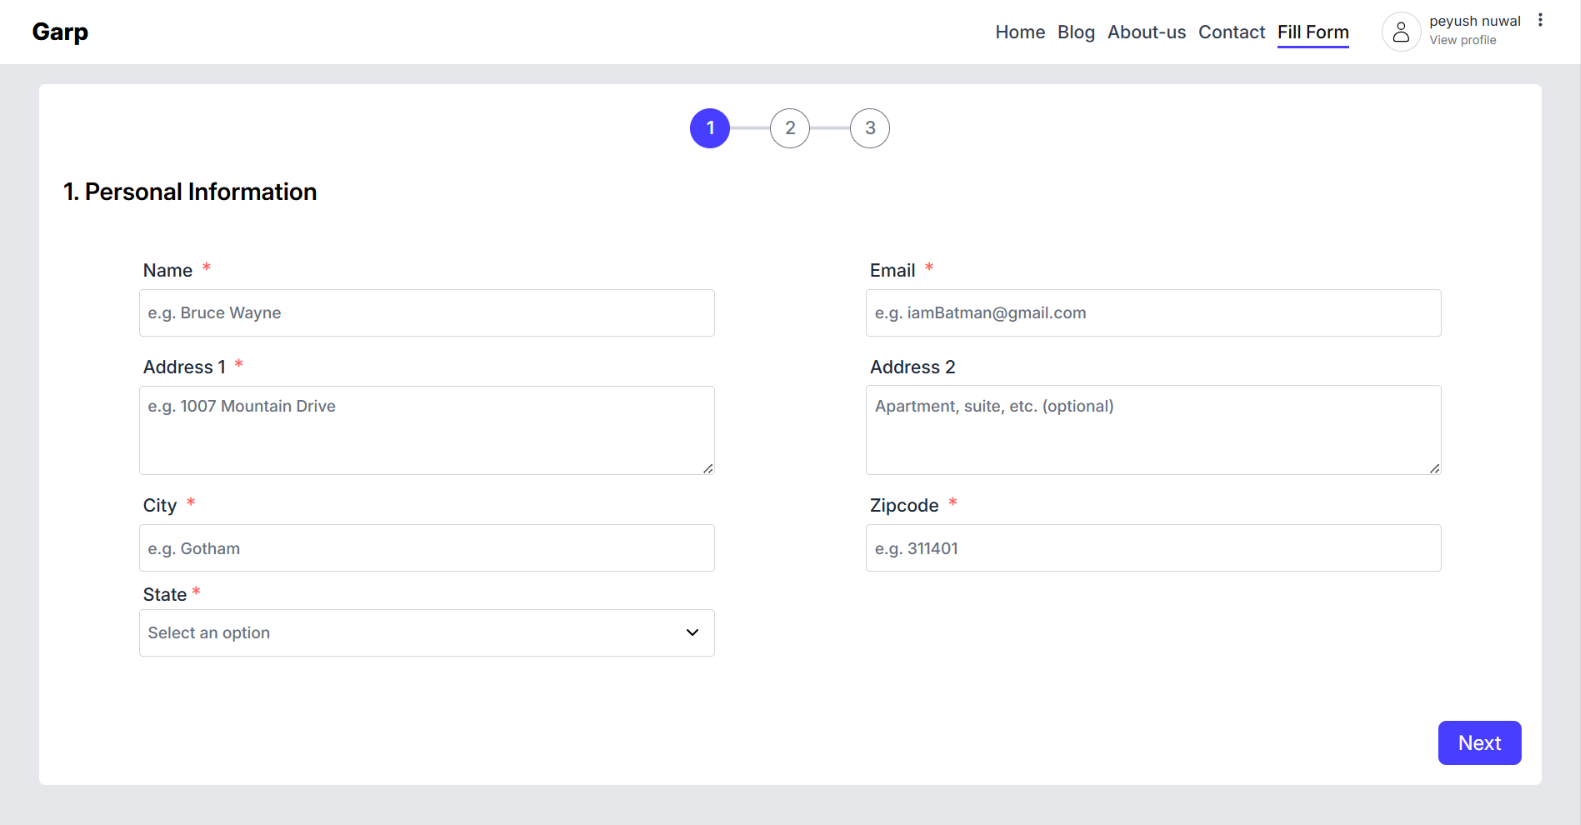 Garp
Home Blog About-us Contact Fill Form
peyush nuwal
View profile
1 2 3
1. Personal Information
Name * Email *
e.g. Bruce Wayne e.g. iamBatman@gmail.com
Address 1 * Address 2
e.g. 1007 Mountain Drive Apartment, suite, etc. (optional)
City * Zipcode *
e.g. Gotham e.g. 311401
State *
Select an option
Next